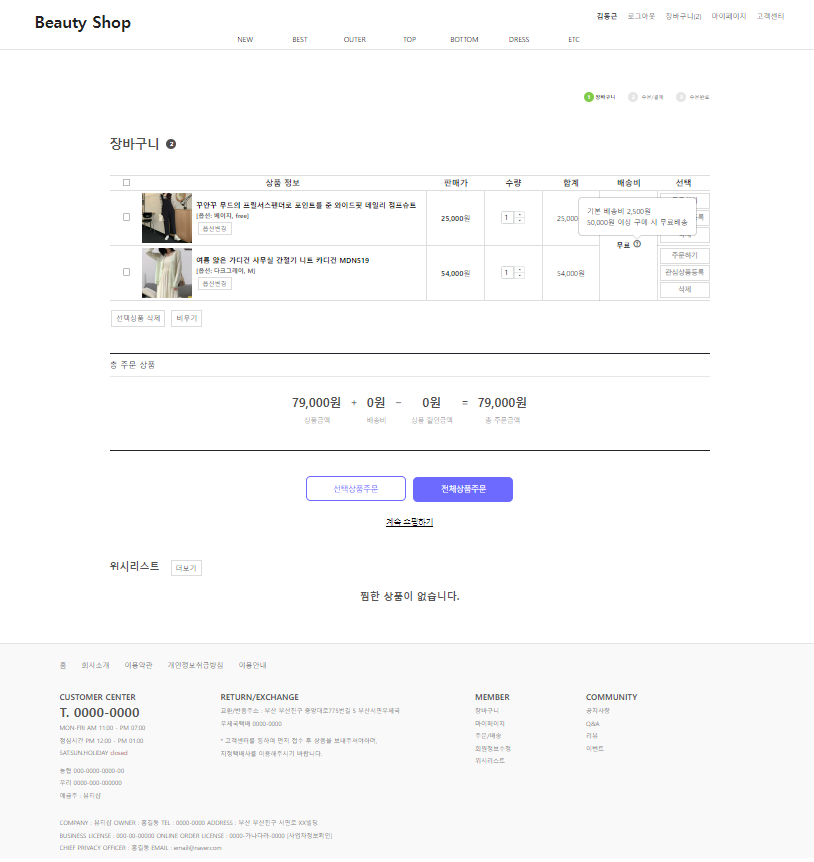 Beauty Shop
김동근 로그아웃 장바구니(2) 마이페이지 고객센터
NEW BEST OUTER TOP BOTTOM DRESS ETC
1 장바구니 2 주문/결제 3 주문완료
장바구니 2
상품 정보 판매가 수량 합계 배송비 선택
꾸안꾸 무드의 프릴서스펜더로 포인트를 준 와이드핏 데일리 점프슈트
[옵션: 베이지, free]
옵션변경
25,000원 1
기본 배송비 2,500원
50,000원 이상 구매 시 무료배송
무료
여름 얇은 가디건 사무실 간절기 니트 카디건 MDN519
[옵션: 다크그레이, M]
옵션변경
54,000원 1 54,000원
주문하기
관심상품등록
삭제
선택상품 삭제 비우기
총 주문 상품
79,000원 + 0원 − 0원 = 79,000원
상품금액 배송비 상품 할인금액 총 주문금액
선택상품주문 전체상품주문
계속 쇼핑하기
위시리스트 더보기
찜한 상품이 없습니다.
홈 회사소개 이용약관 개인정보취급방침 이용안내
CUSTOMER CENTER
T. 0000-0000
MON-FRI AM 11:00 - PM 07:00
점심시간 PM 12:00 - PM 01:00
SAT.SUN.HOLIDAY closed
농협 000-0000-0000-00
우리 0000-000-000000
예금주 : 뷰티샵
RETURN/EXCHANGE
교환/반품주소 : 부산 부산진구 중앙대로775번길 5 부산서면우체국
우체국택배 0000-0000
* 고객센터를 통하여 먼저 접수 후 상품을 보내주셔야하며,
지정택배사를 이용해주시기 바랍니다.
MEMBER
장바구니
마이페이지
주문/배송
회원정보수정
위시리스트
COMMUNITY
공지사항
Q&A
리뷰
이벤트
COMPANY : 뷰티샵 OWNER : 홍길동 TEL : 0000-0000 ADDRESS : 부산 부산진구 서면로 XX빌딩
BUSINESS LICENSE : 000-00-00000 ONLINE ORDER LICENSE : 0000-가나다라-0000 [사업자정보확인]
CHIEF PRIVACY OFFICER : 홍길동 EMAIL : email@naver.com